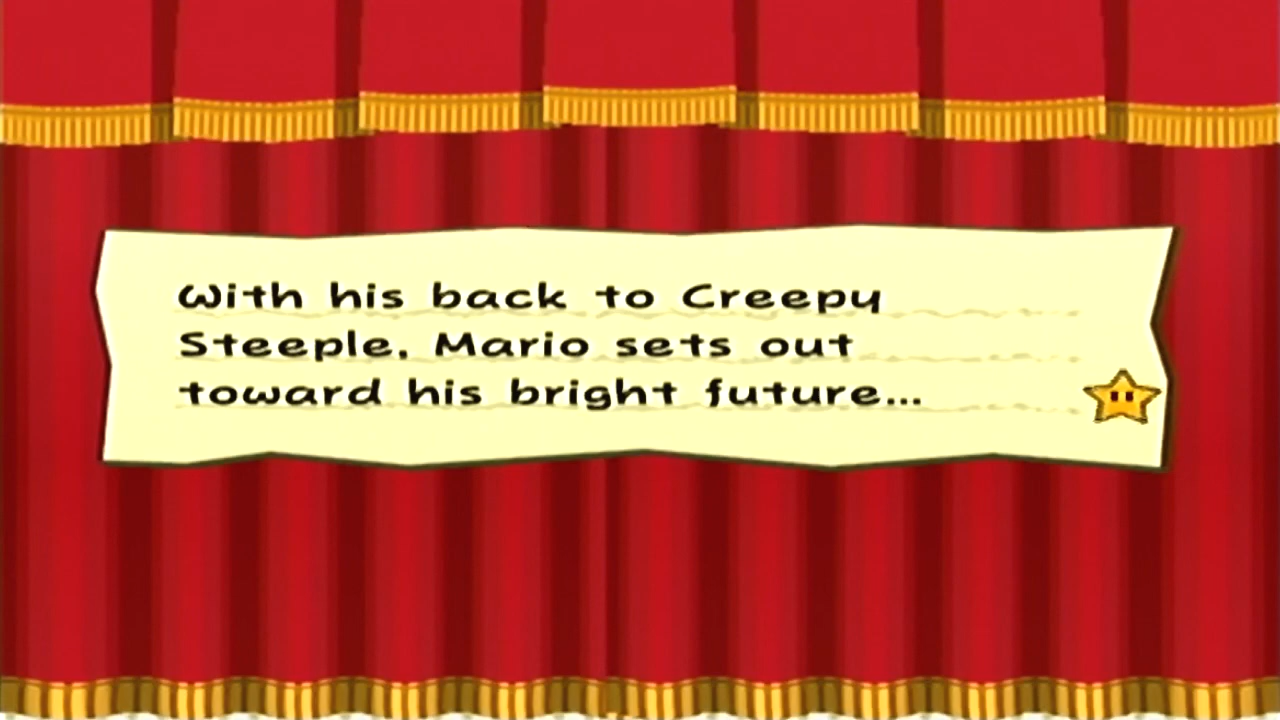 With his back to Creepy
Steeple, Mario sets out
toward his bright future...